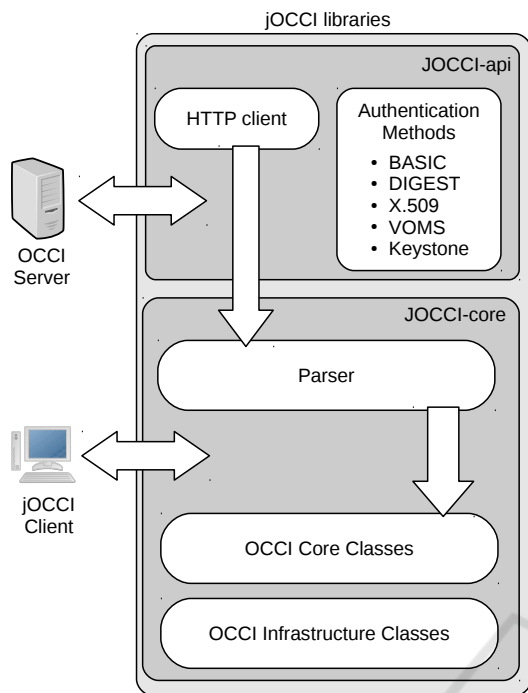 jOCCI libraries
JOCCI-api
HTTP client
Authentication
Methods
• BASIC
• DIGEST
• X.509
• VOMS
• Keystone
OCCI
Server
JOCCI-core
Parser
jOCCI
Client
OCCI Core Classes
OCCI Infrastructure Classes